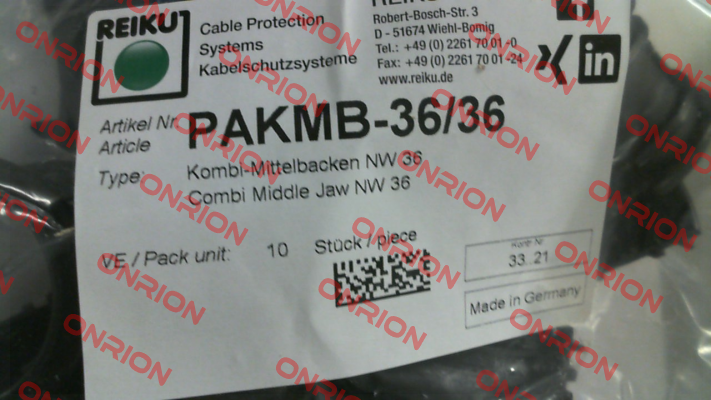 REIKU
Cable Protection
Systems
Kabelschutzsysteme
Robert-Bosch-Str. 3
D - 51674 Wiehl-Bomig
Tel.: +49 (0) 2261 70 01 -0
Fax: +49 (0) 2261 70 01 -24
www.reiku.de
in
Artikel Nr.
Article
PAKMB-36/36
Type:
Kombi-Mittelbacken NW 36
Combi Middle Jaw NW 36
VE / Pack unit: 10 Stück / piece
33 21
Made in Germany
ONRION